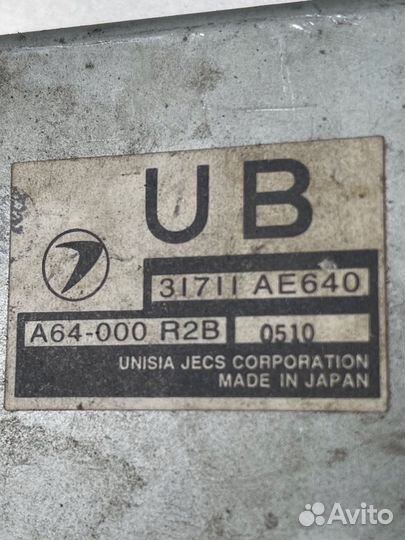 UB
31711 AE640
A64-000 R2B 0510
UNISIA JECS CORPORATION
MADE IN JAPAN
Avito